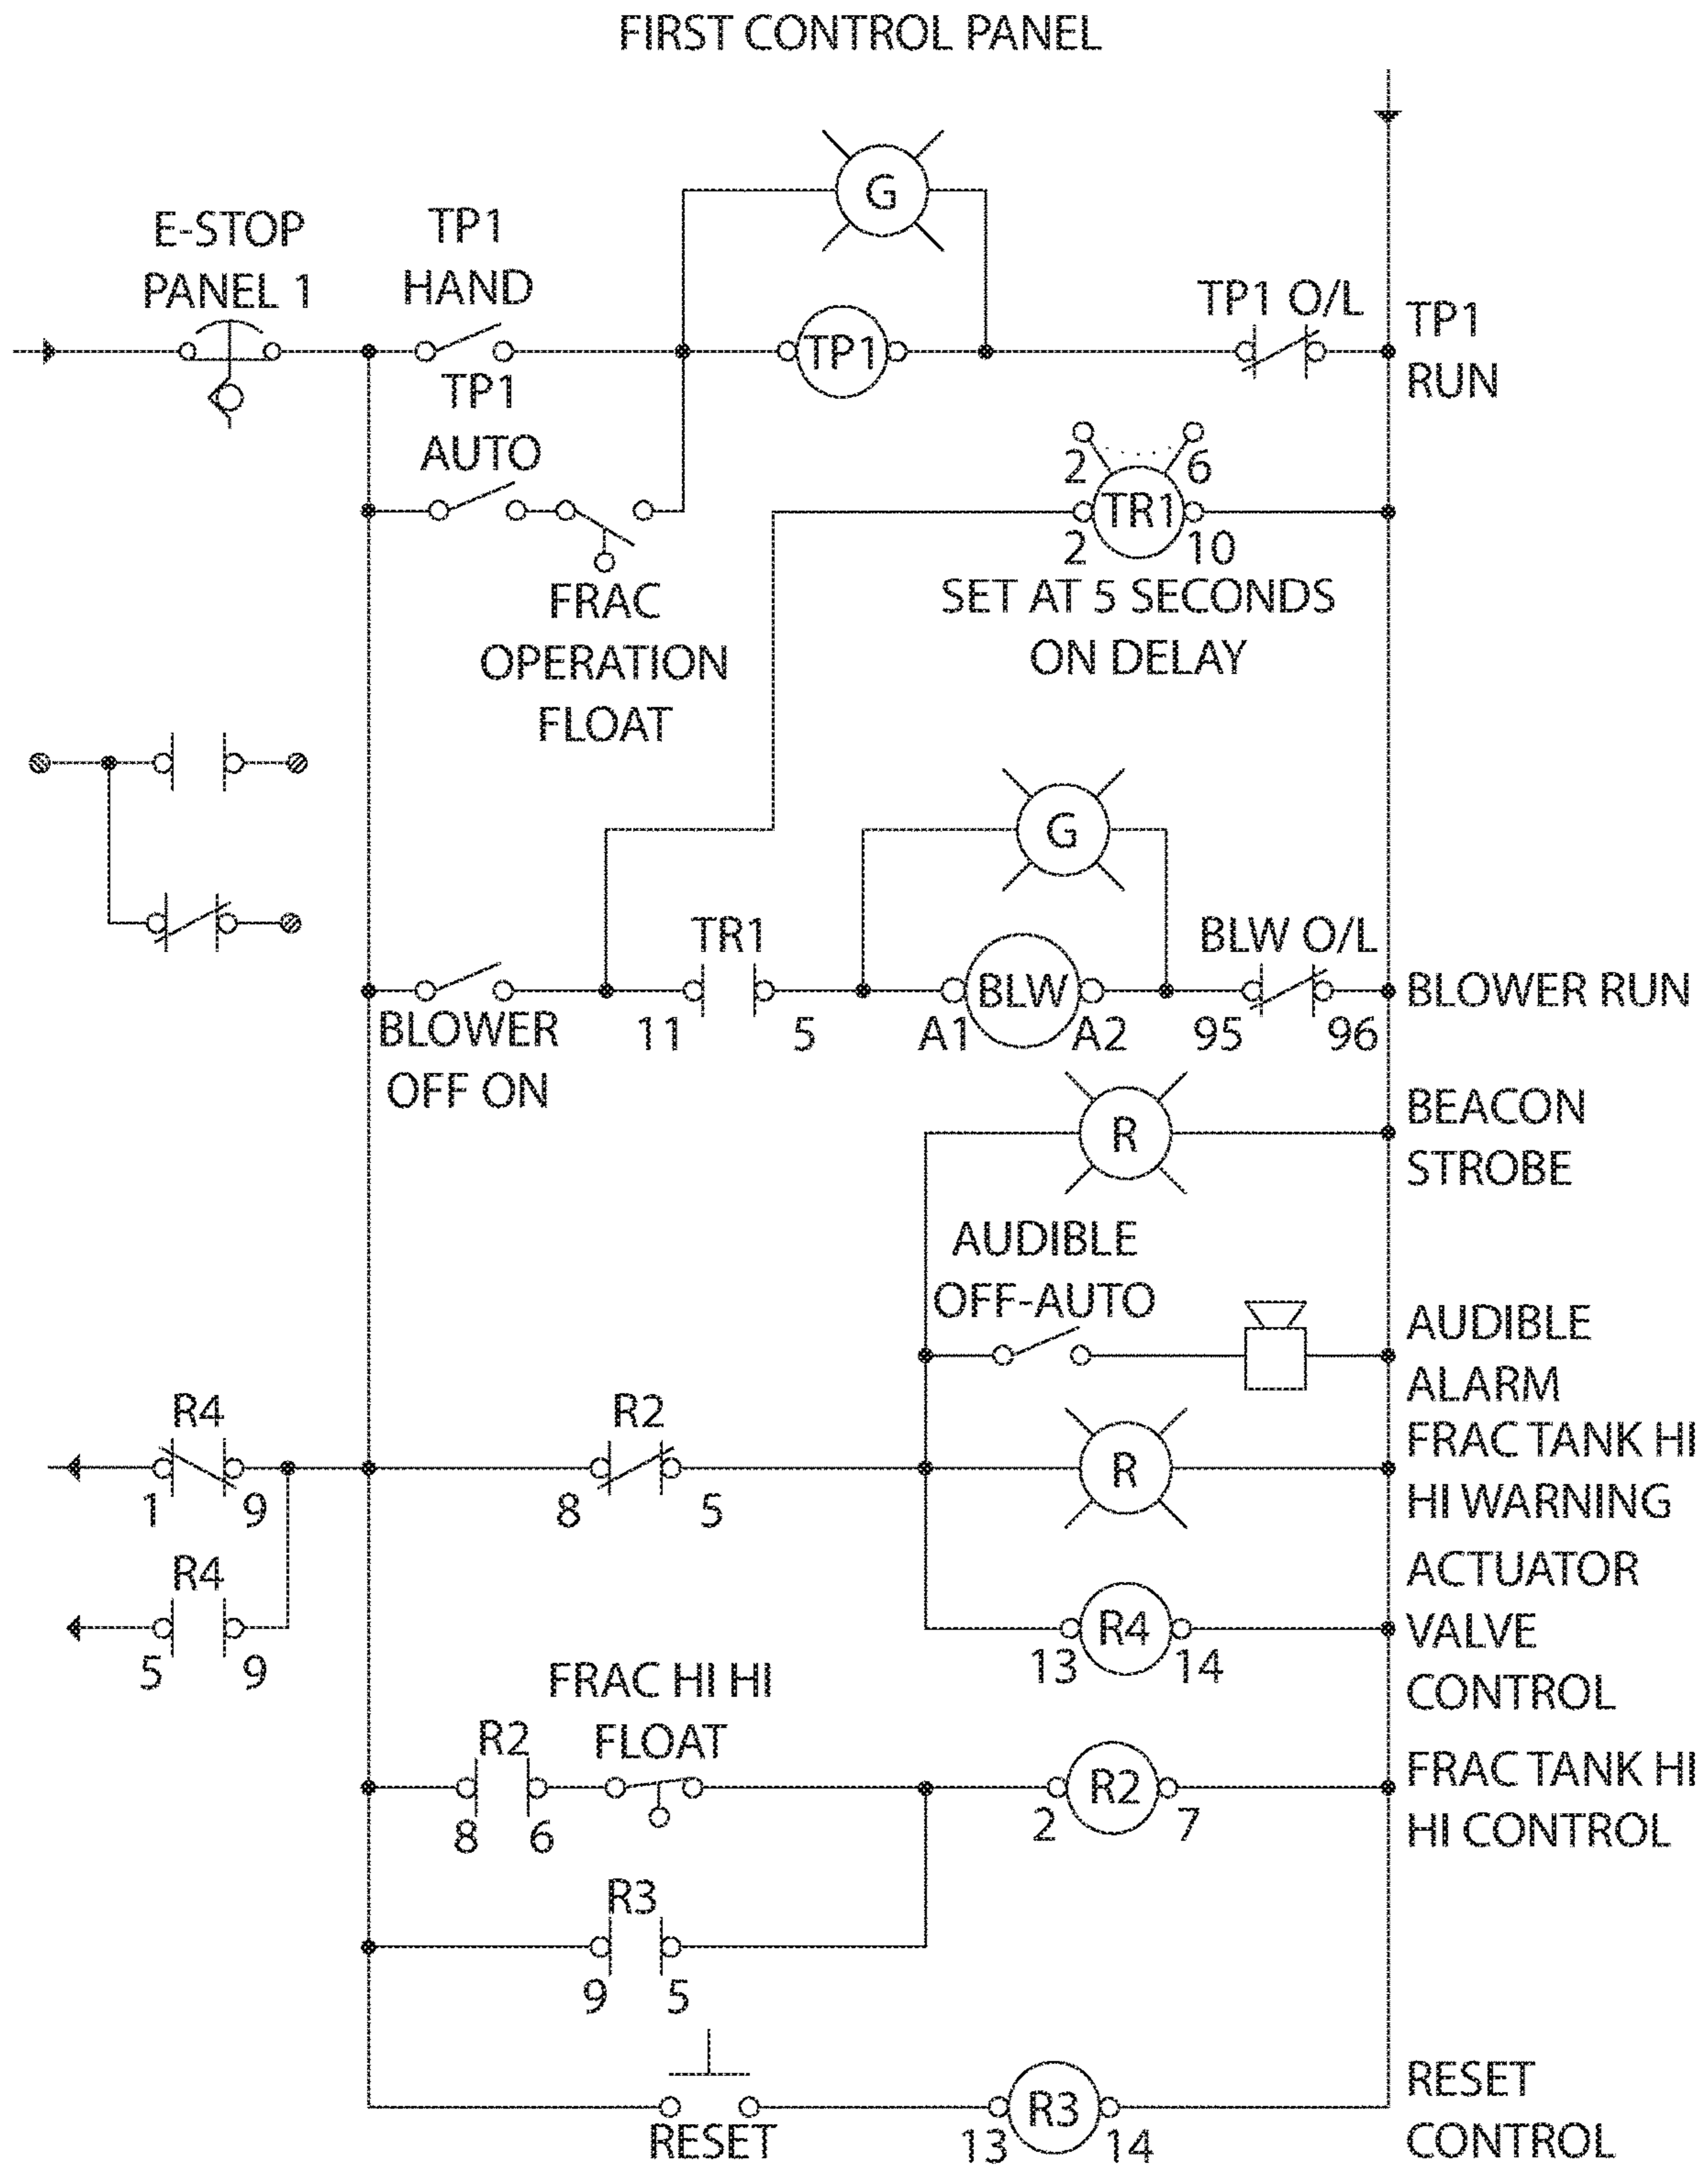 FIRST CONTROL PANEL
G
E-STOP
PANEL 1
TP1
HAND
TP1
TP1 O/L
TP1
RUN
TP1
AUTO
2
6
TR1
2
10
SET AT 5 SECONDS
ON DELAY
FRAC
OPERATION
FLOAT
G
TR1
BLW O/L
BLW
BLOWER RUN
BLOWER
OFF ON
11
5
A1
A2
95
96
R
BEACON
STROBE
AUDIBLE
OFF-AUTO
AUDIBLE
ALARM
R4
R2
R
FRAC TANK HI
HI WARNING
1
9
8
5
R4
R4
ACTUATOR
VALVE
CONTROL
5
9
13
14
FRAC HI HI
FLOAT
R2
R2
FRAC TANK HI
HI CONTROL
8
6
2
7
R3
9
5
RESET
R3
13
14
RESET
CONTROL